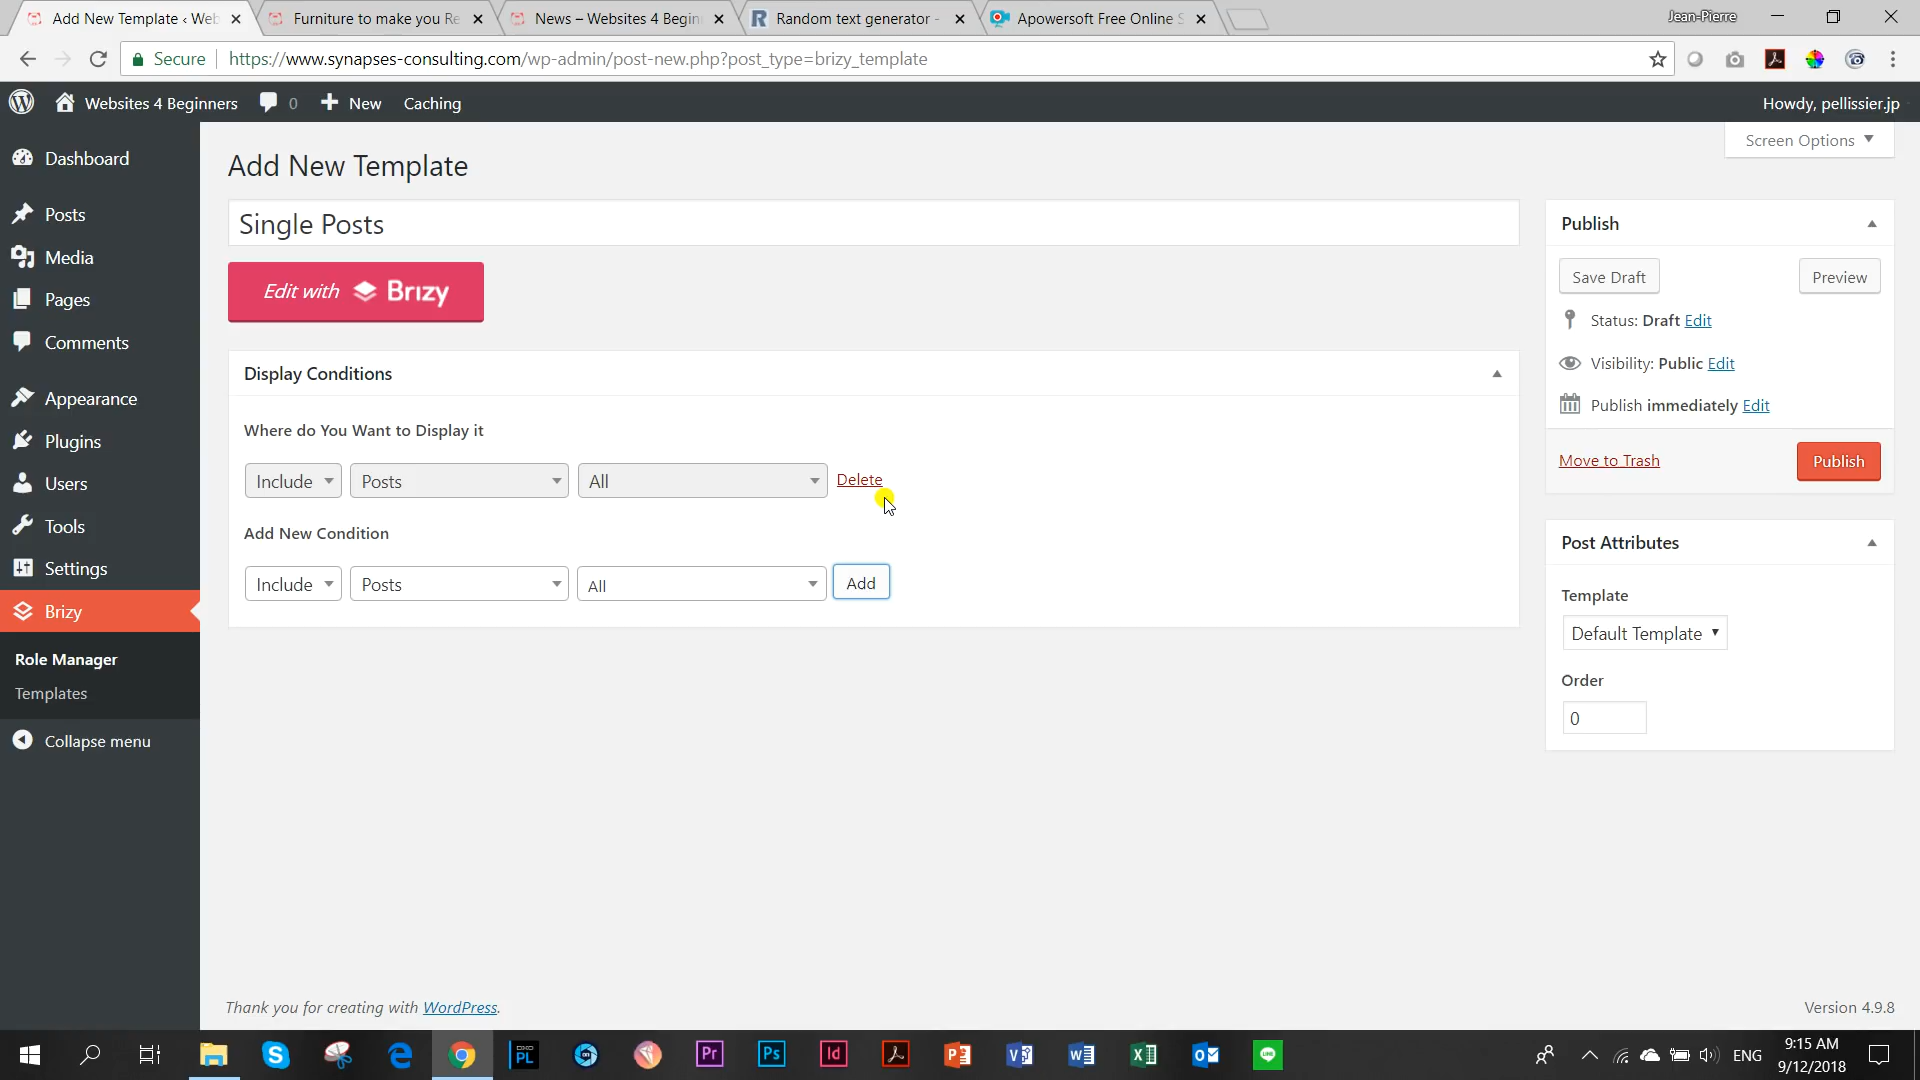 Add New Template ‹ Web
Furniture to make you Re
News – Websites 4 Begin
Random text generator -
Apowersoft Free Online S
Jean-Pierre
Secure
https://www.synapses-consulting.com/wp-admin/post-new.php?post_type=brizy_template
Websites 4 Beginners
0
New
Caching
Howdy, pellissier.jp
Screen Options
Dashboard
Posts
Media
Pages
Comments
Appearance
Plugins
Users
Tools
Settings
Brizy
Role Manager
Templates
Collapse menu
Add New Template
Single Posts
Edit with Brizy
Display Conditions
Where do You Want to Display it
Include Posts All Delete
Add New Condition
Include Posts All Add
Publish
Save Draft Preview
Status: Draft Edit
Visibility: Public Edit
Publish immediately Edit
Move to Trash Publish
Post Attributes
Template
Default Template
Order
0
Thank you for creating with WordPress.
Version 4.9.8
PL
Pr
Ps
Id
ENG
9:15 AM
9/12/2018